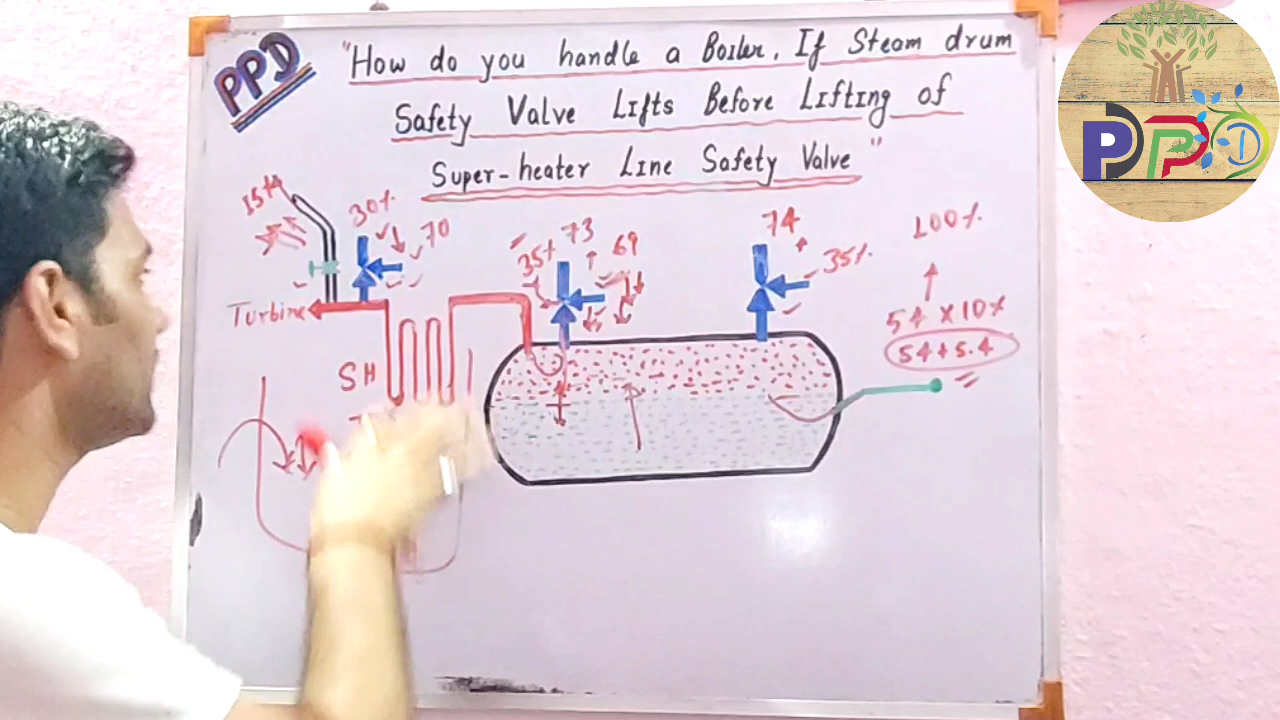 PPD
"How do you handle a Boiler, If Steam drum
Safety Valve Lifts Before Lifting of
Super-heater Line Safety Valve"
PPD
15%
30%
70
35%
73
69
74
35%
100%
54 x 10%
54+5.4
Turbine
SH